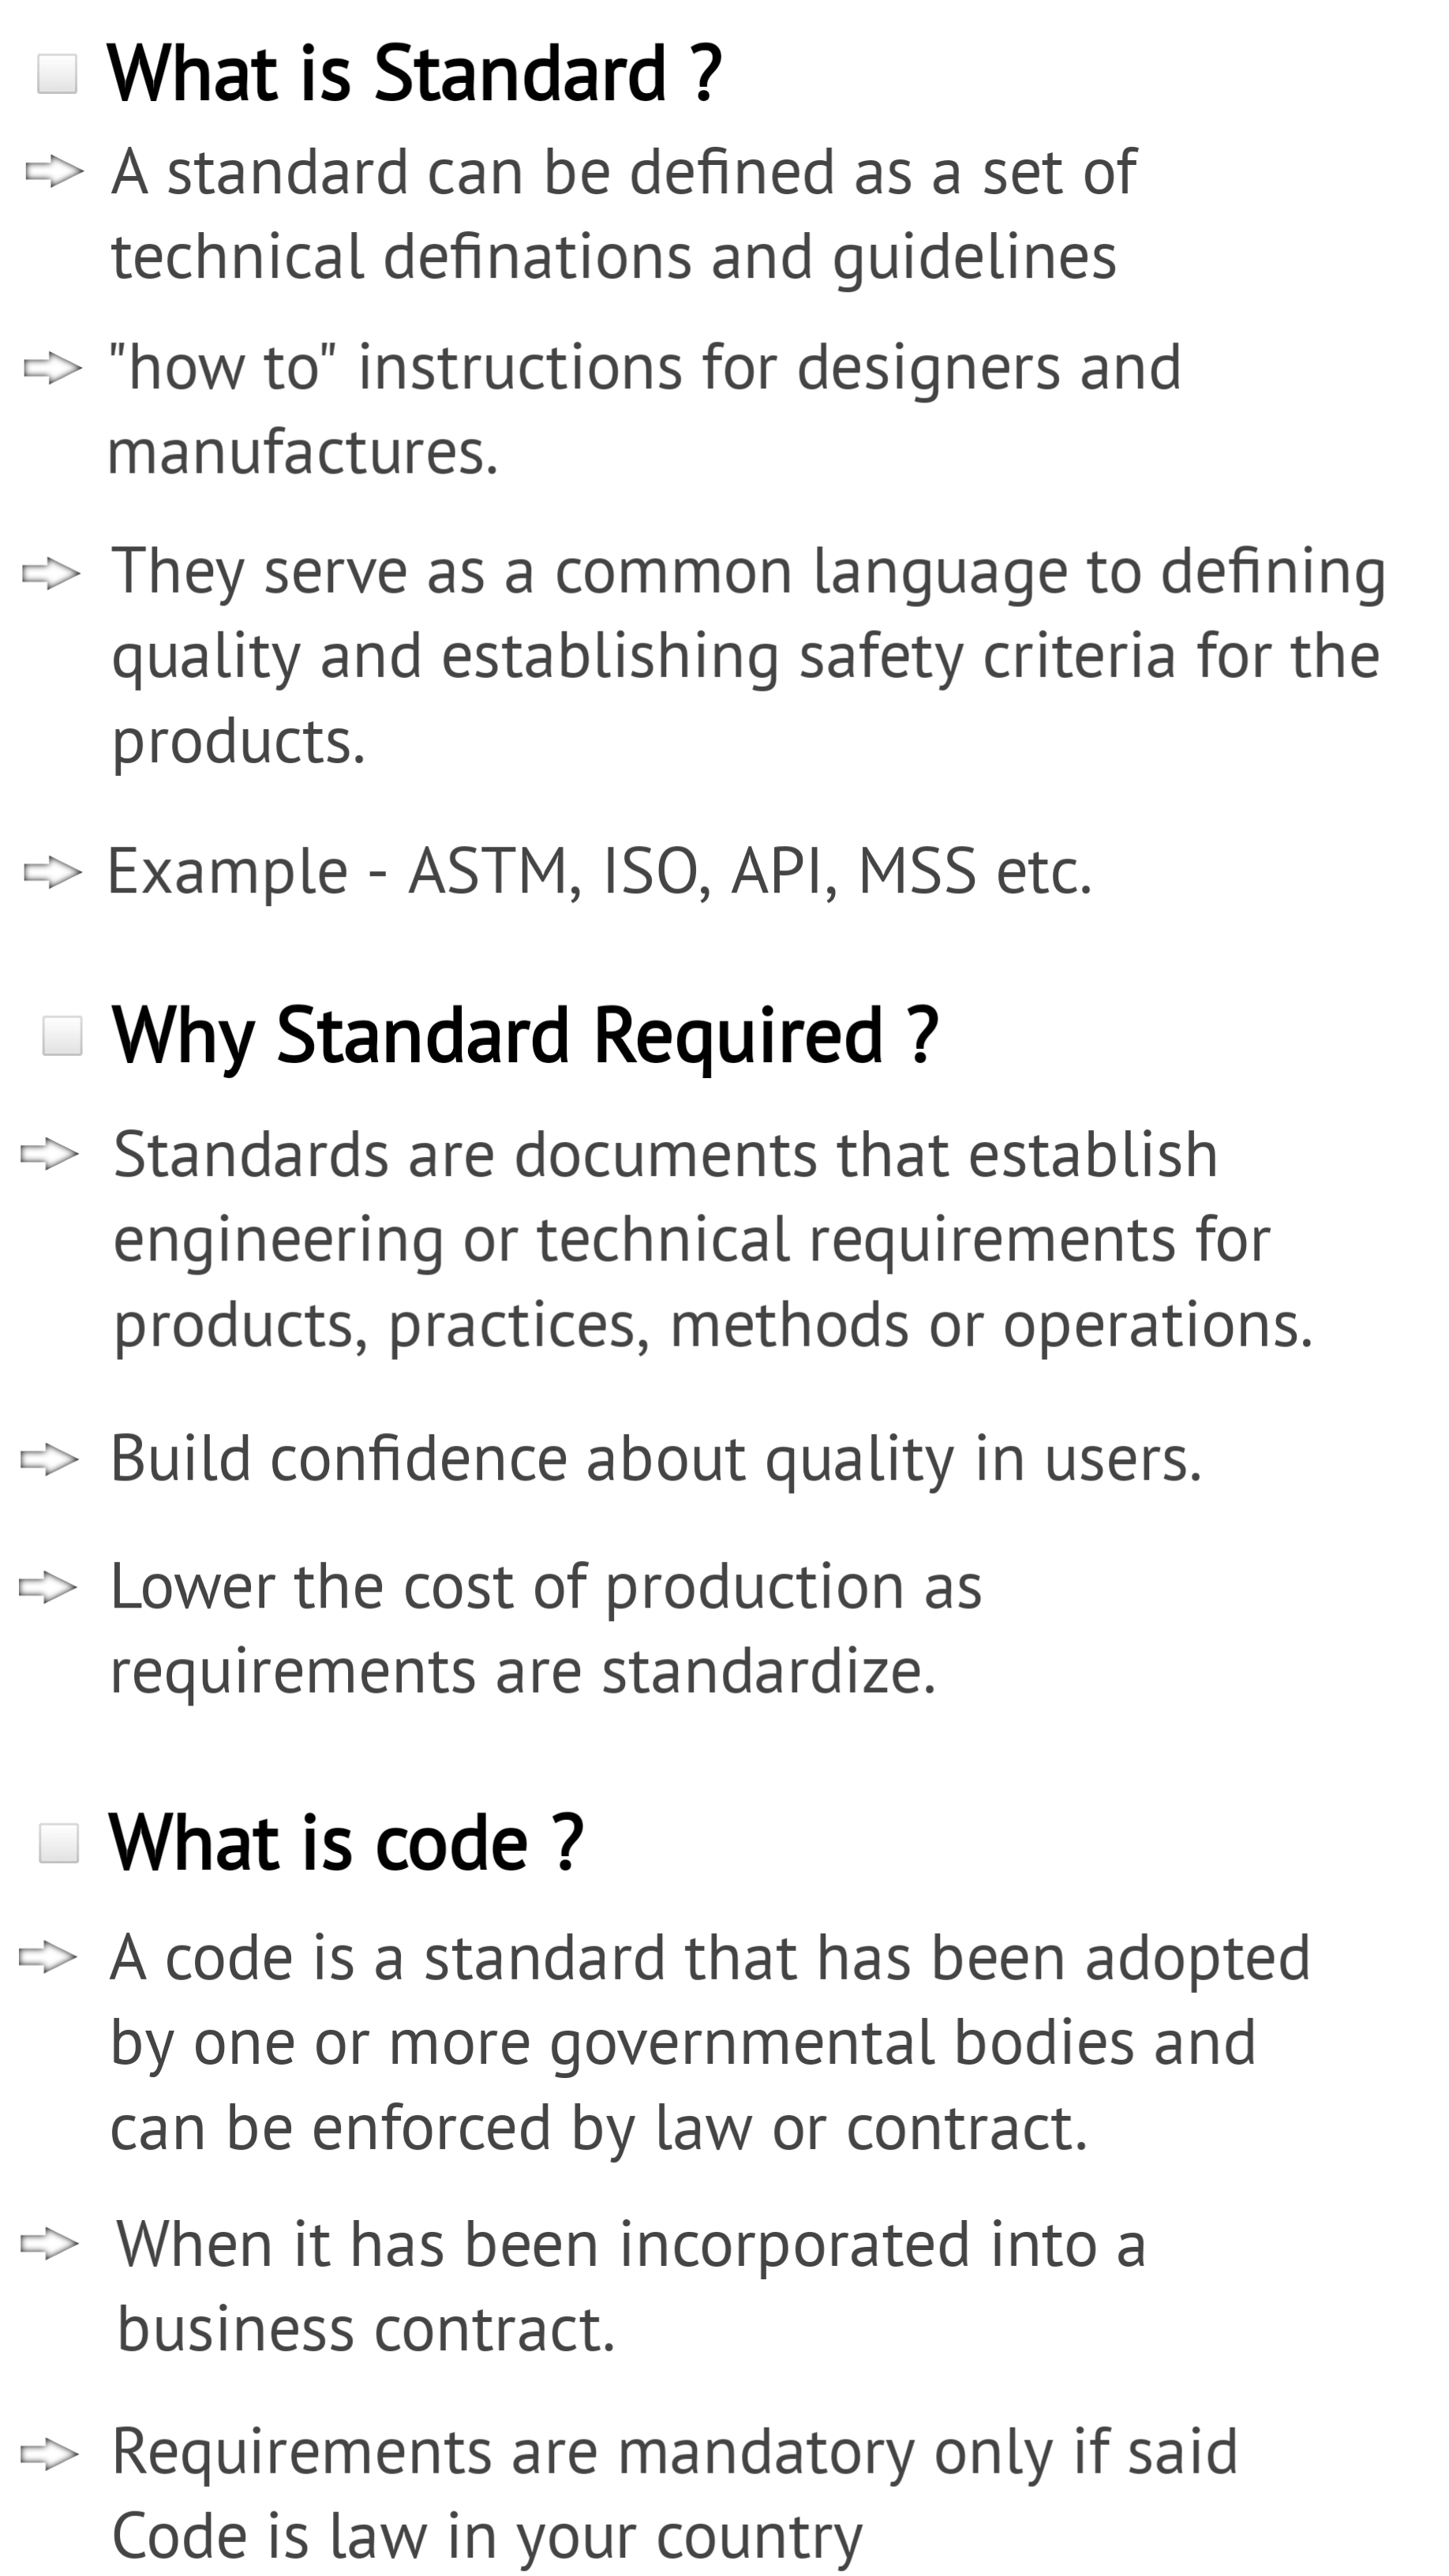 What is Standard ?
A standard can be defined as a set of
technical definations and guidelines
"how to" instructions for designers and
manufactures.
They serve as a common language to defining
quality and establishing safety criteria for the
products.
Example - ASTM, ISO, API, MSS etc.
Why Standard Required ?
Standards are documents that establish
engineering or technical requirements for
products, practices, methods or operations.
Build confidence about quality in users.
Lower the cost of production as
requirements are standardize.
What is code ?
A code is a standard that has been adopted
by one or more governmental bodies and
can be enforced by law or contract.
When it has been incorporated into a
business contract.
Requirements are mandatory only if said
Code is law in your country